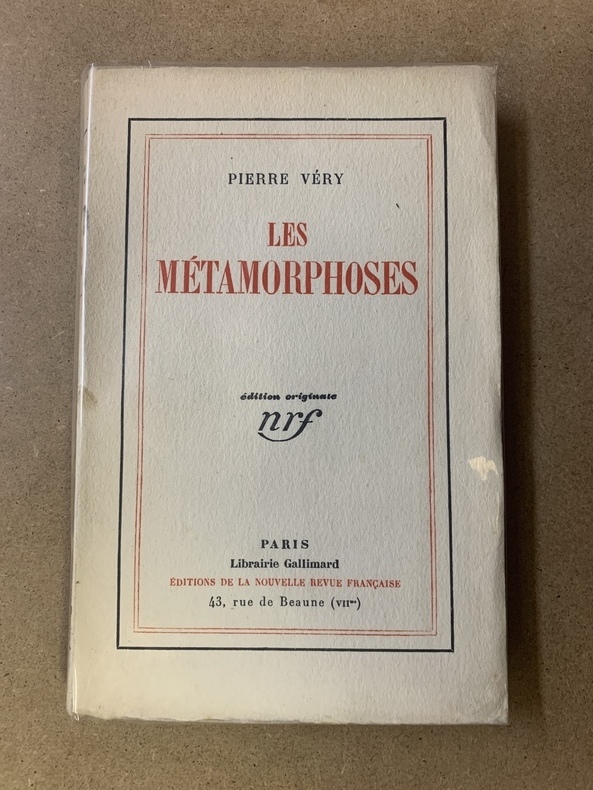 PIERRE VÉRY
LES
MÉTAMORPHOSES
édition originale
nrf
PARIS
Librairie Gallimard
ÉDITIONS DE LA NOUVELLE REVUE FRANÇAISE
43, rue de Beaune (VIIᵐᵉ)